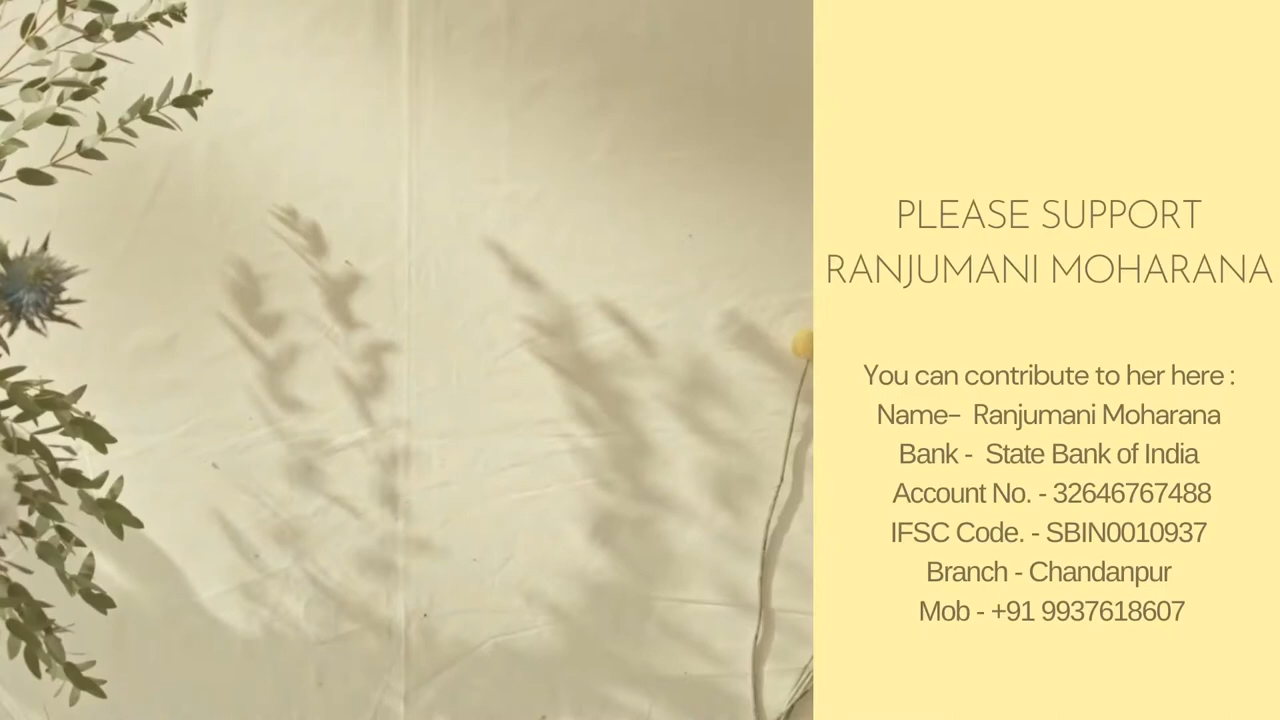 PLEASE SUPPORT
RANJUMANI MOHARANA
You can contribute to her here :
Name-  Ranjumani Moharana
Bank -  State Bank of India
Account No. - 32646767488
IFSC Code. - SBIN0010937
Branch - Chandanpur
Mob - +91 9937618607